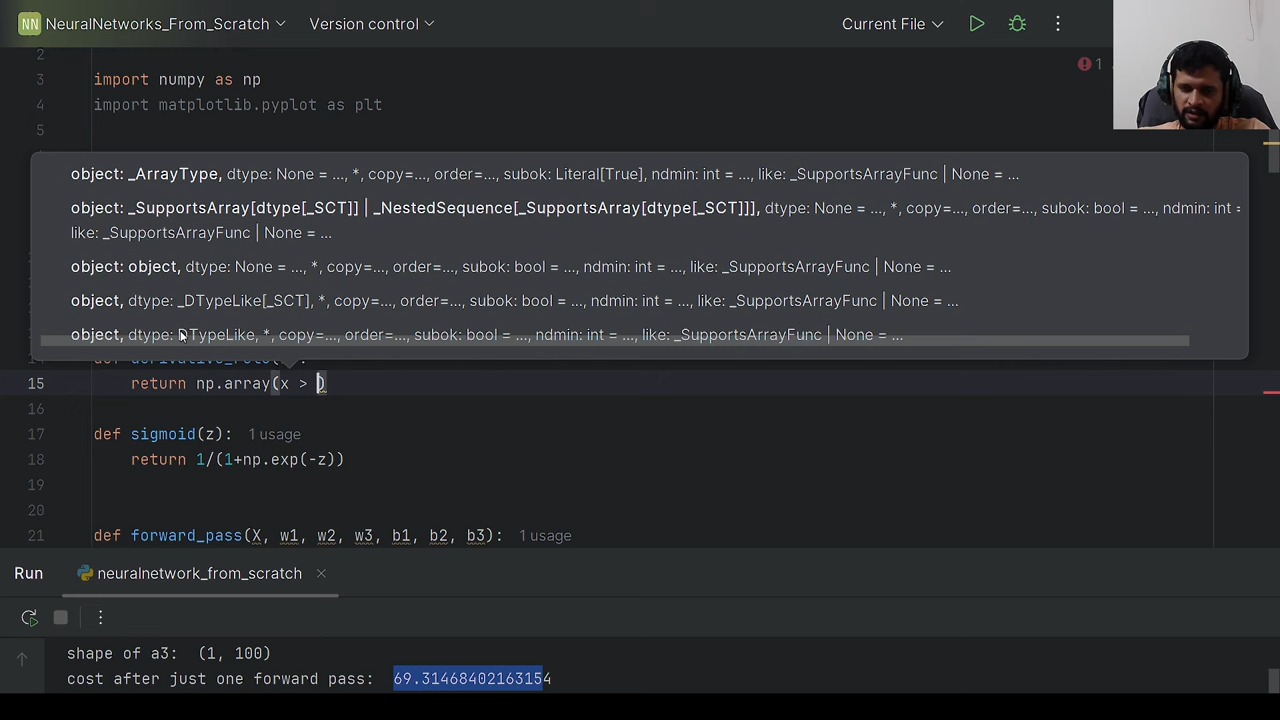 NN NeuralNetworks_From_Scratch Version control Current File
2
3 import numpy as np
4 import matplotlib.pyplot as plt
5
1
object: _ArrayType, dtype: None = ..., *, copy=..., order=..., subok: Literal[True], ndmin: int = ..., like: _SupportsArrayFunc | None = ...
object: _SupportsArray[dtype[_SCT]] | _NestedSequence[_SupportsArray[dtype[_SCT]]], dtype: None = ..., *, copy=..., order=..., subok: bool = ..., ndmin: int =
like: _SupportsArrayFunc | None = ...
object: object, dtype: None = ..., *, copy=..., order=..., subok: bool = ..., ndmin: int = ..., like: _SupportsArrayFunc | None = ...
object, dtype: _DTypeLike[_SCT], *, copy=..., order=..., subok: bool = ..., ndmin: int = ..., like: _SupportsArrayFunc | None = ...
object, dtype: DTypeLike, *, copy=..., order=..., subok: bool = ..., ndmin: int = ..., like: _SupportsArrayFunc | None = ...
15 return np.array(x > )
16
17 def sigmoid(z): 1 usage
18 return 1/(1+np.exp(-z))
19
20
21 def forward_pass(X, w1, w2, w3, b1, b2, b3): 1 usage
Run neuralnetwork_from_scratch
shape of a3: (1, 100)
cost after just one forward pass: 69.31468402163154